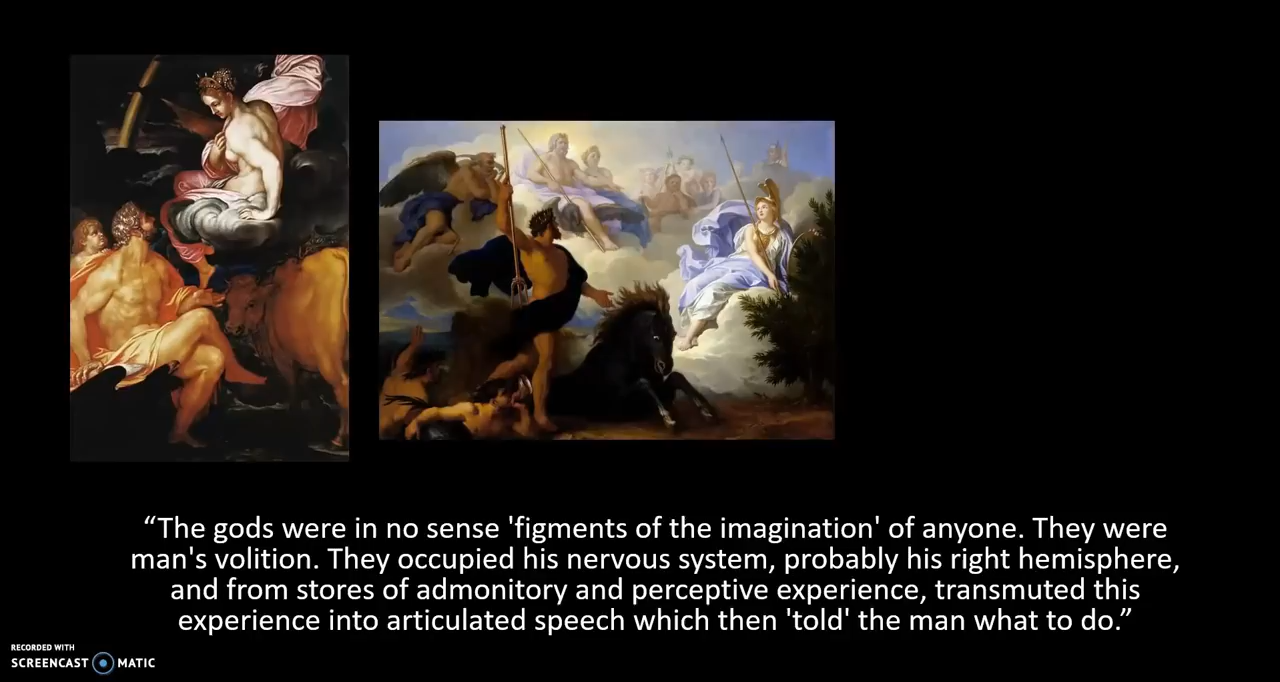 “The gods were in no sense 'figments of the imagination' of anyone. They were
man's volition. They occupied his nervous system, probably his right hemisphere,
and from stores of admonitory and perceptive experience, transmuted this
experience into articulated speech which then 'told' the man what to do.”
RECORDED WITH
SCREENCAST MATIC